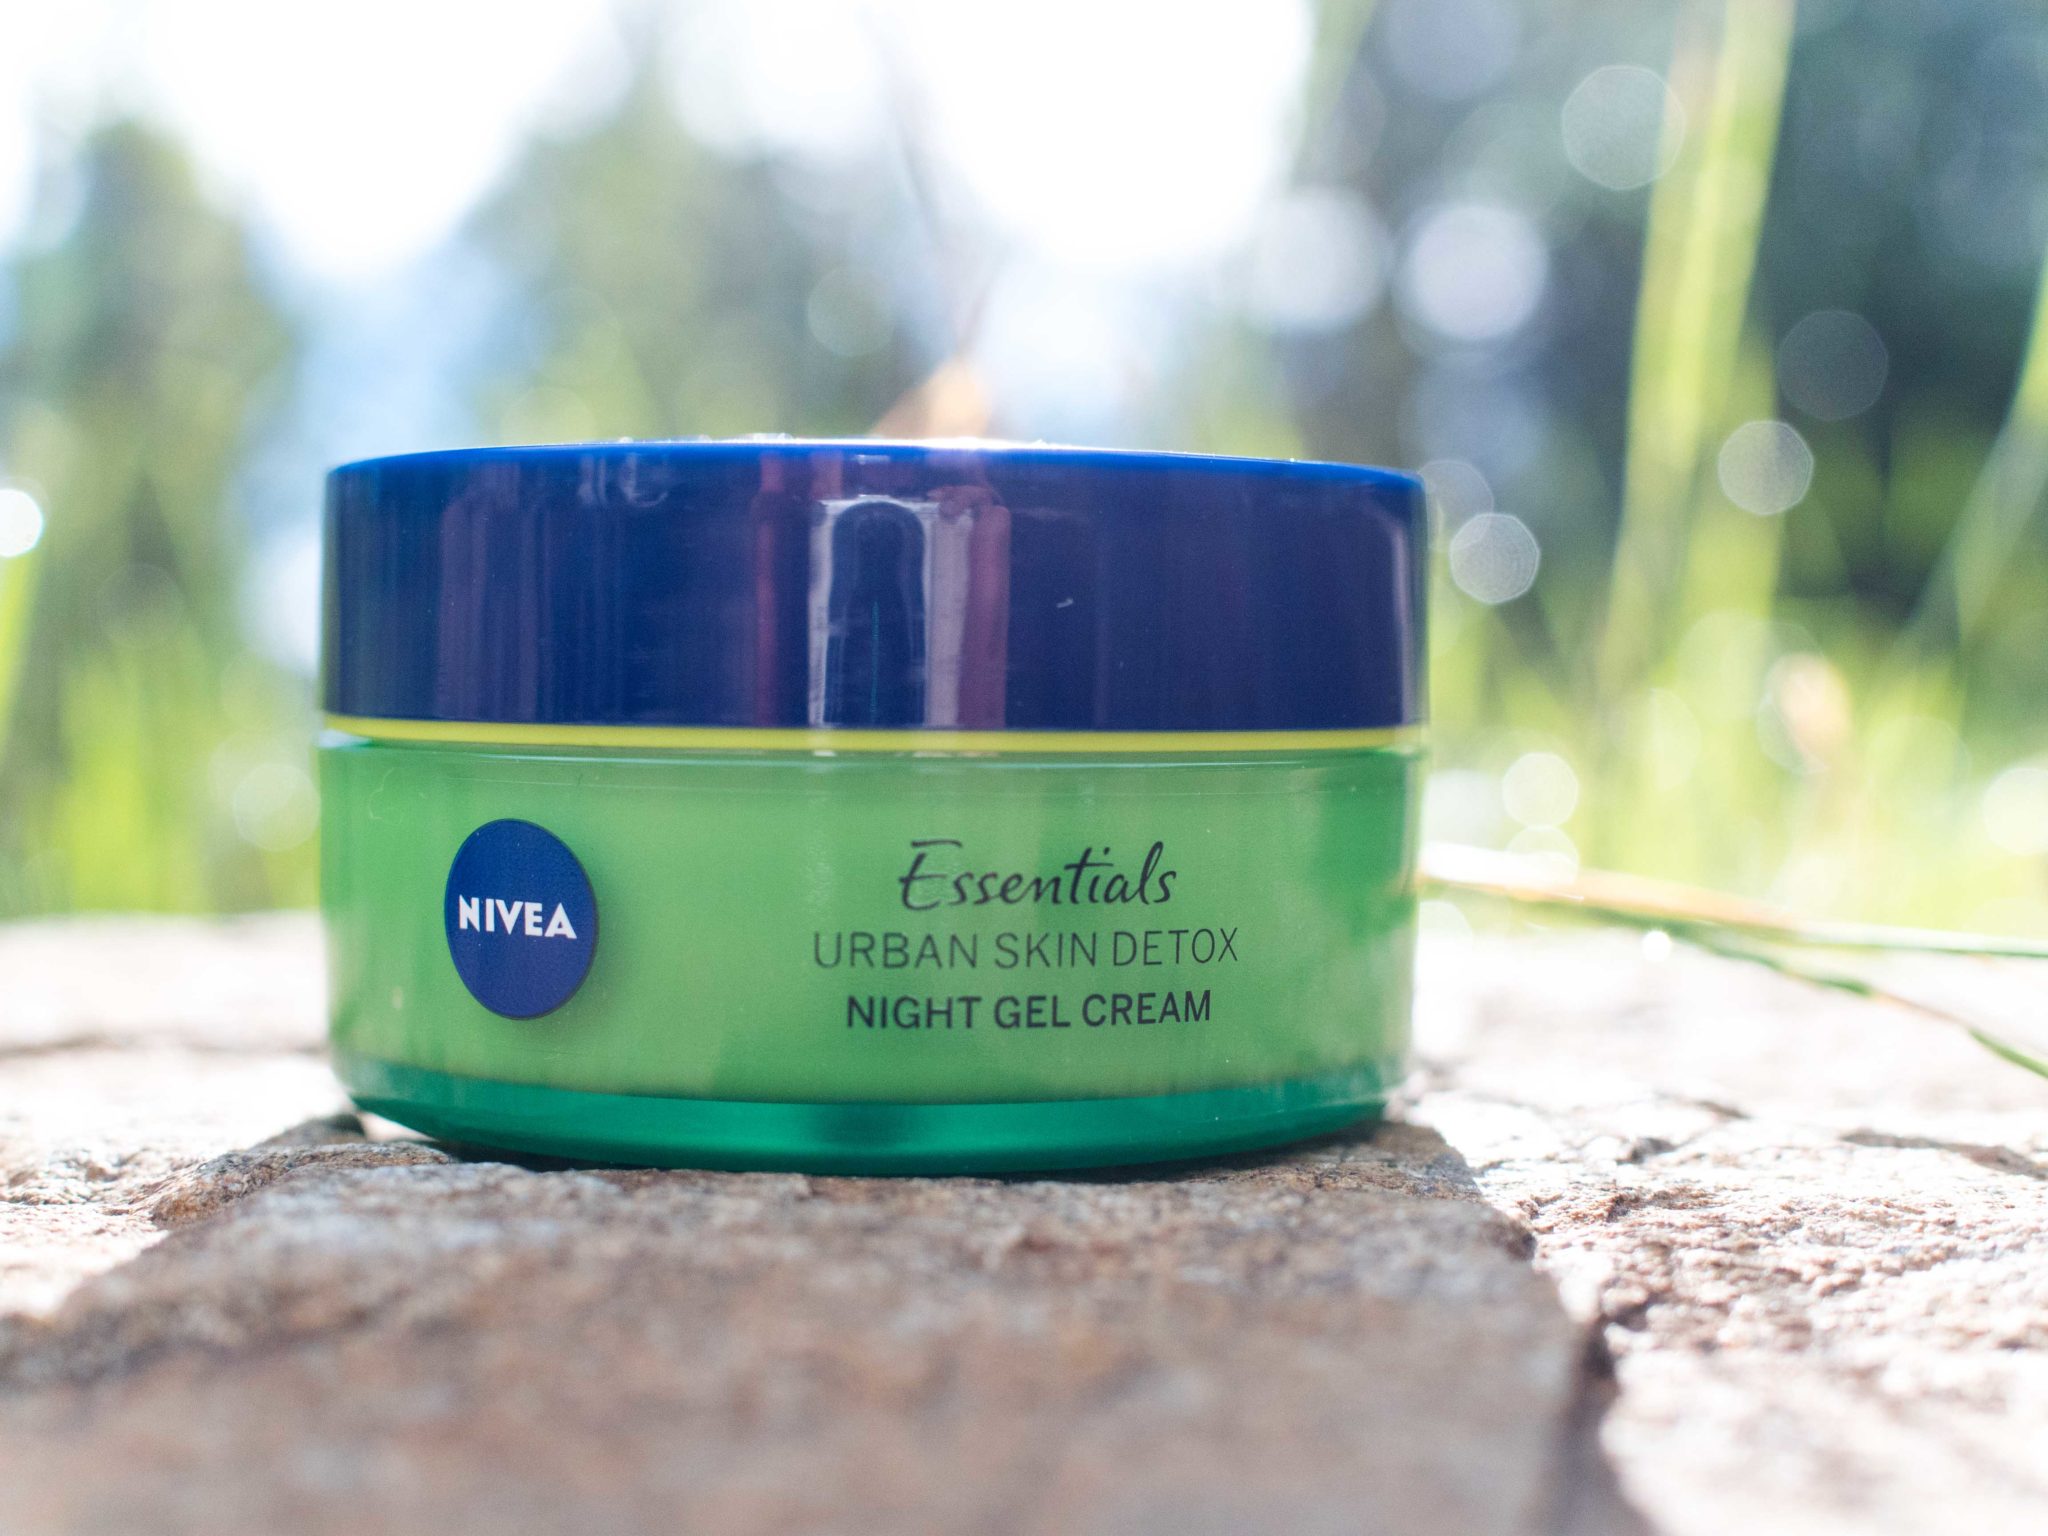 NIVEA
Essentials
URBAN SKIN DETOX
NIGHT GEL CREAM